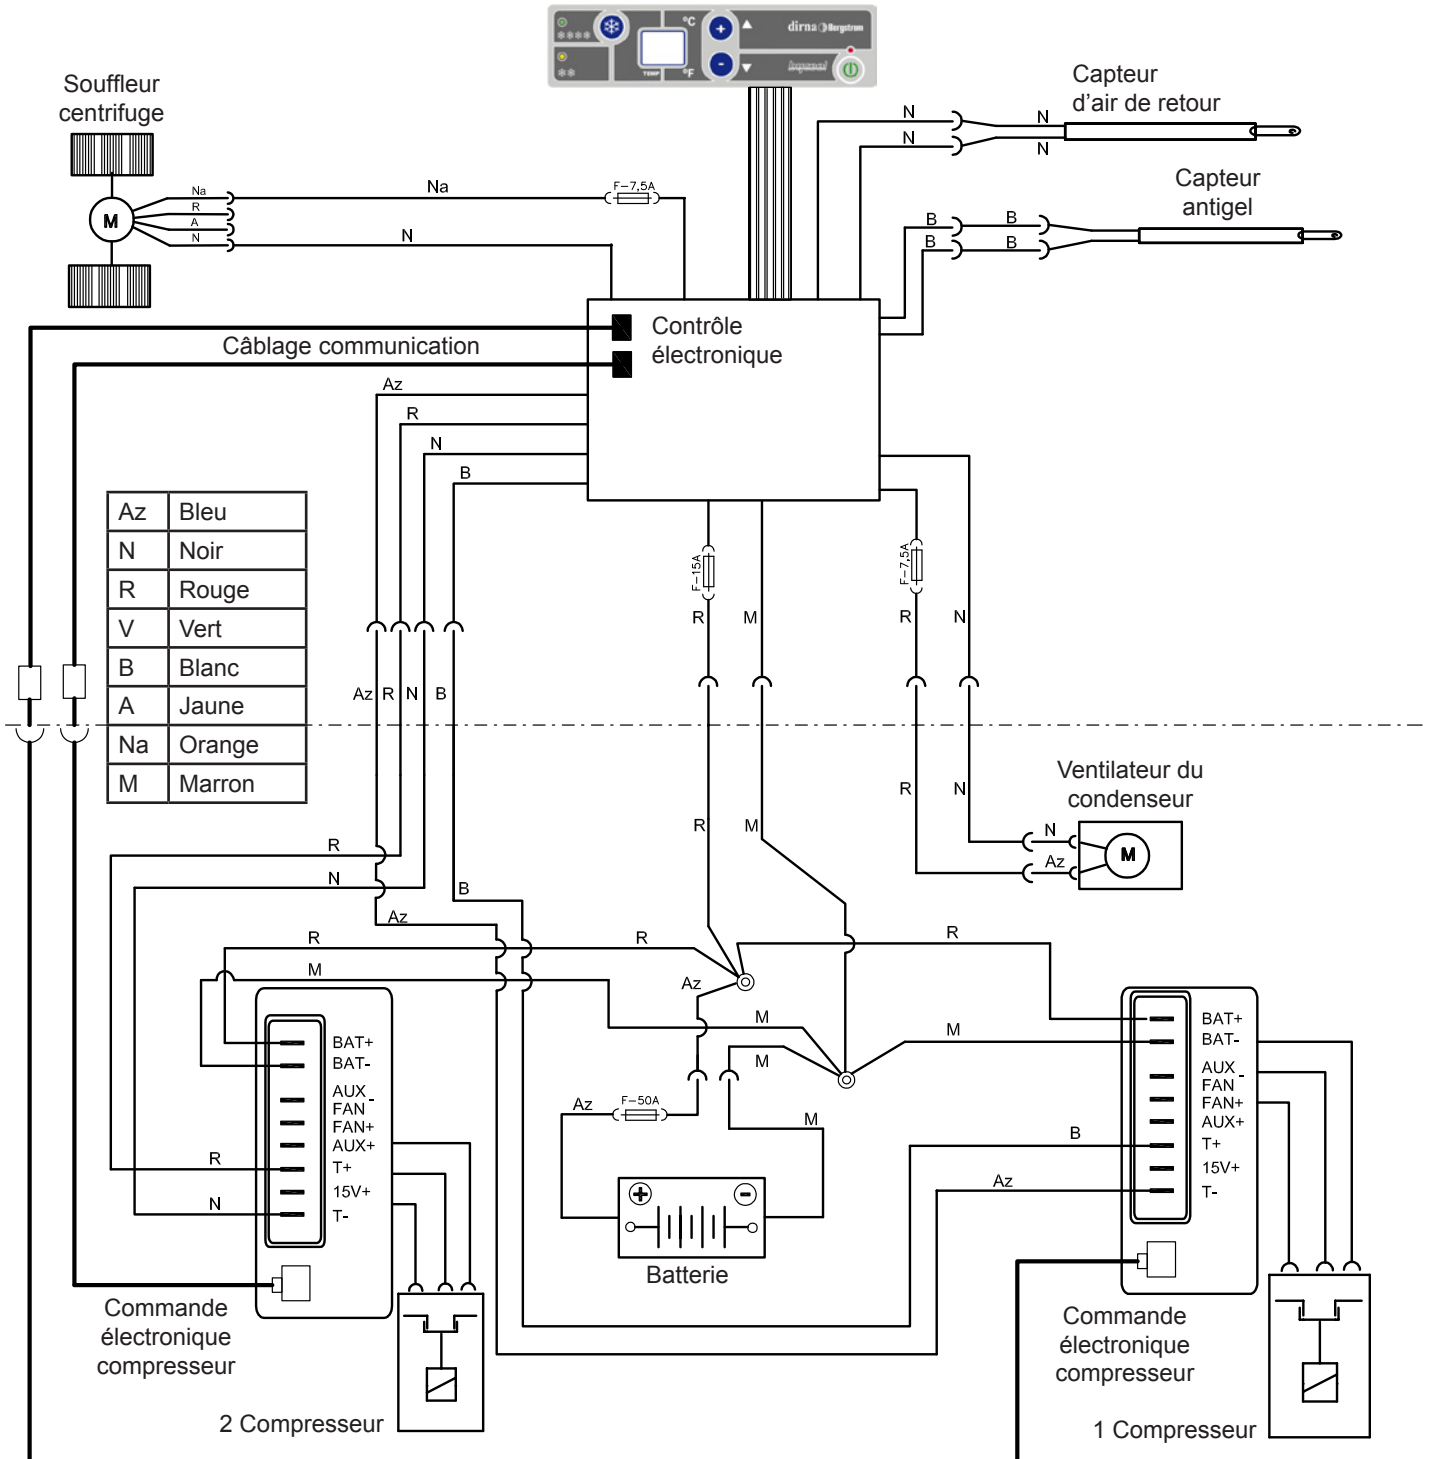 °C
dirna Bergstrom
TEMP
°F
Souffleur
centrifuge
Capteur
d'air de retour
N
N
N
N
Capteur
antigel
B
B
B
B
M
Na
R
A
N
Na
F-7,5A
N
Contrôle
électronique
Câblage communication
Az
R
N
B
Az
Bleu
N
Noir
R
Rouge
V
Vert
B
Blanc
A
Jaune
Na
Orange
M
Marron
F-15A
R
M
F-7,5A
R
N
Az
R
N
B
R
N
R
M
Ventilateur du
condenseur
N
Az
M
R
N
B
Az
R
R
R
M
Az
M
M
M
BAT+
BAT-
AUX
FAN -
FAN+
AUX+
T+
15V+
T-
R
N
Az
F-50A
M
+
-
Batterie
B
Az
BAT+
BAT-
AUX
FAN -
FAN+
AUX+
T+
15V+
T-
Commande
électronique
compresseur
2 Compresseur
Commande
électronique
compresseur
1 Compresseur